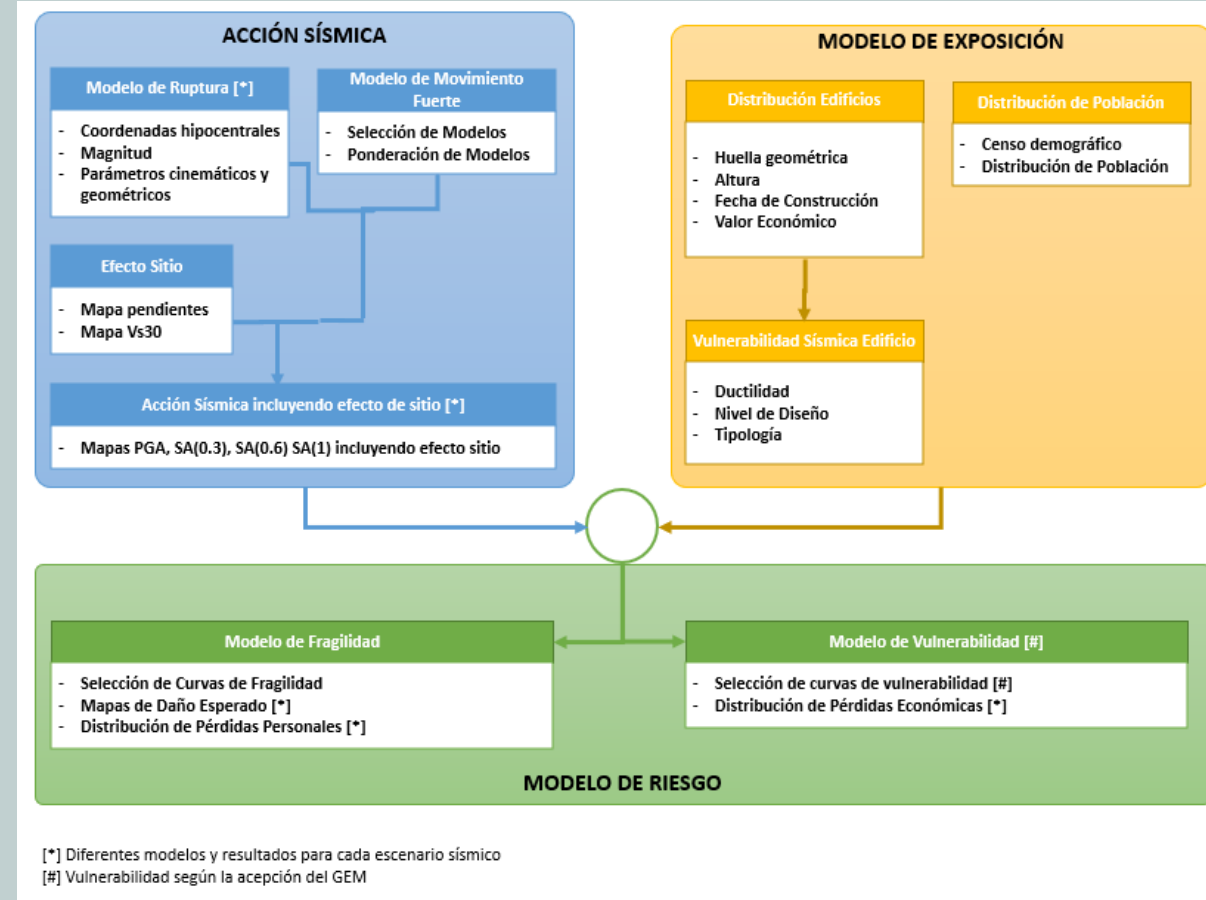 ACCIÓN SÍSMICA
Modelo de Ruptura [*]
- Coordenadas hipocentrales
- Magnitud
- Parámetros cinemáticos y
geométricos
Modelo de Movimiento
Fuerte
- Selección de Modelos
- Ponderación de Modelos
Efecto Sitio
- Mapa pendientes
- Mapa Vs30
Acción Sísmica incluyendo efecto de sitio [*]
- Mapas PGA, SA(0.3), SA(0.6) SA(1) incluyendo efecto sitio
MODELO DE EXPOSICIÓN
Distribución Edificios
- Huella geométrica
- Altura
- Fecha de Construcción
- Valor Económico
Distribución de Población
- Censo demográfico
- Distribución de Población
Vulnerabilidad Sísmica Edificio
- Ductilidad
- Nivel de Diseño
- Tipología
Modelo de Fragilidad
- Selección de Curvas de Fragilidad
- Mapas de Daño Esperado [*]
- Distribución de Pérdidas Personales [*]
Modelo de Vulnerabilidad [#]
- Selección de curvas de vulnerabilidad [#]
- Distribución de Pérdidas Económicas [*]
MODELO DE RIESGO
[*] Diferentes modelos y resultados para cada escenario sísmico
[#] Vulnerabilidad según la acepción del GEM